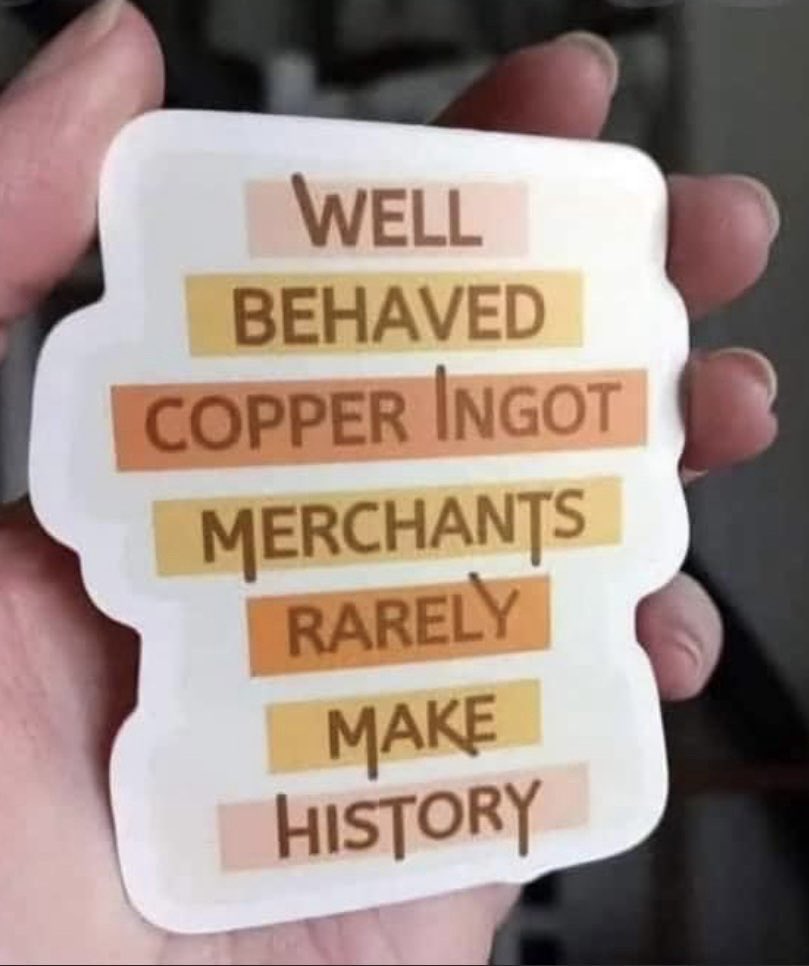 WELL
BEHAVED
COPPER INGOT
MERCHANTS
RARELY
MAKE
HISTORY